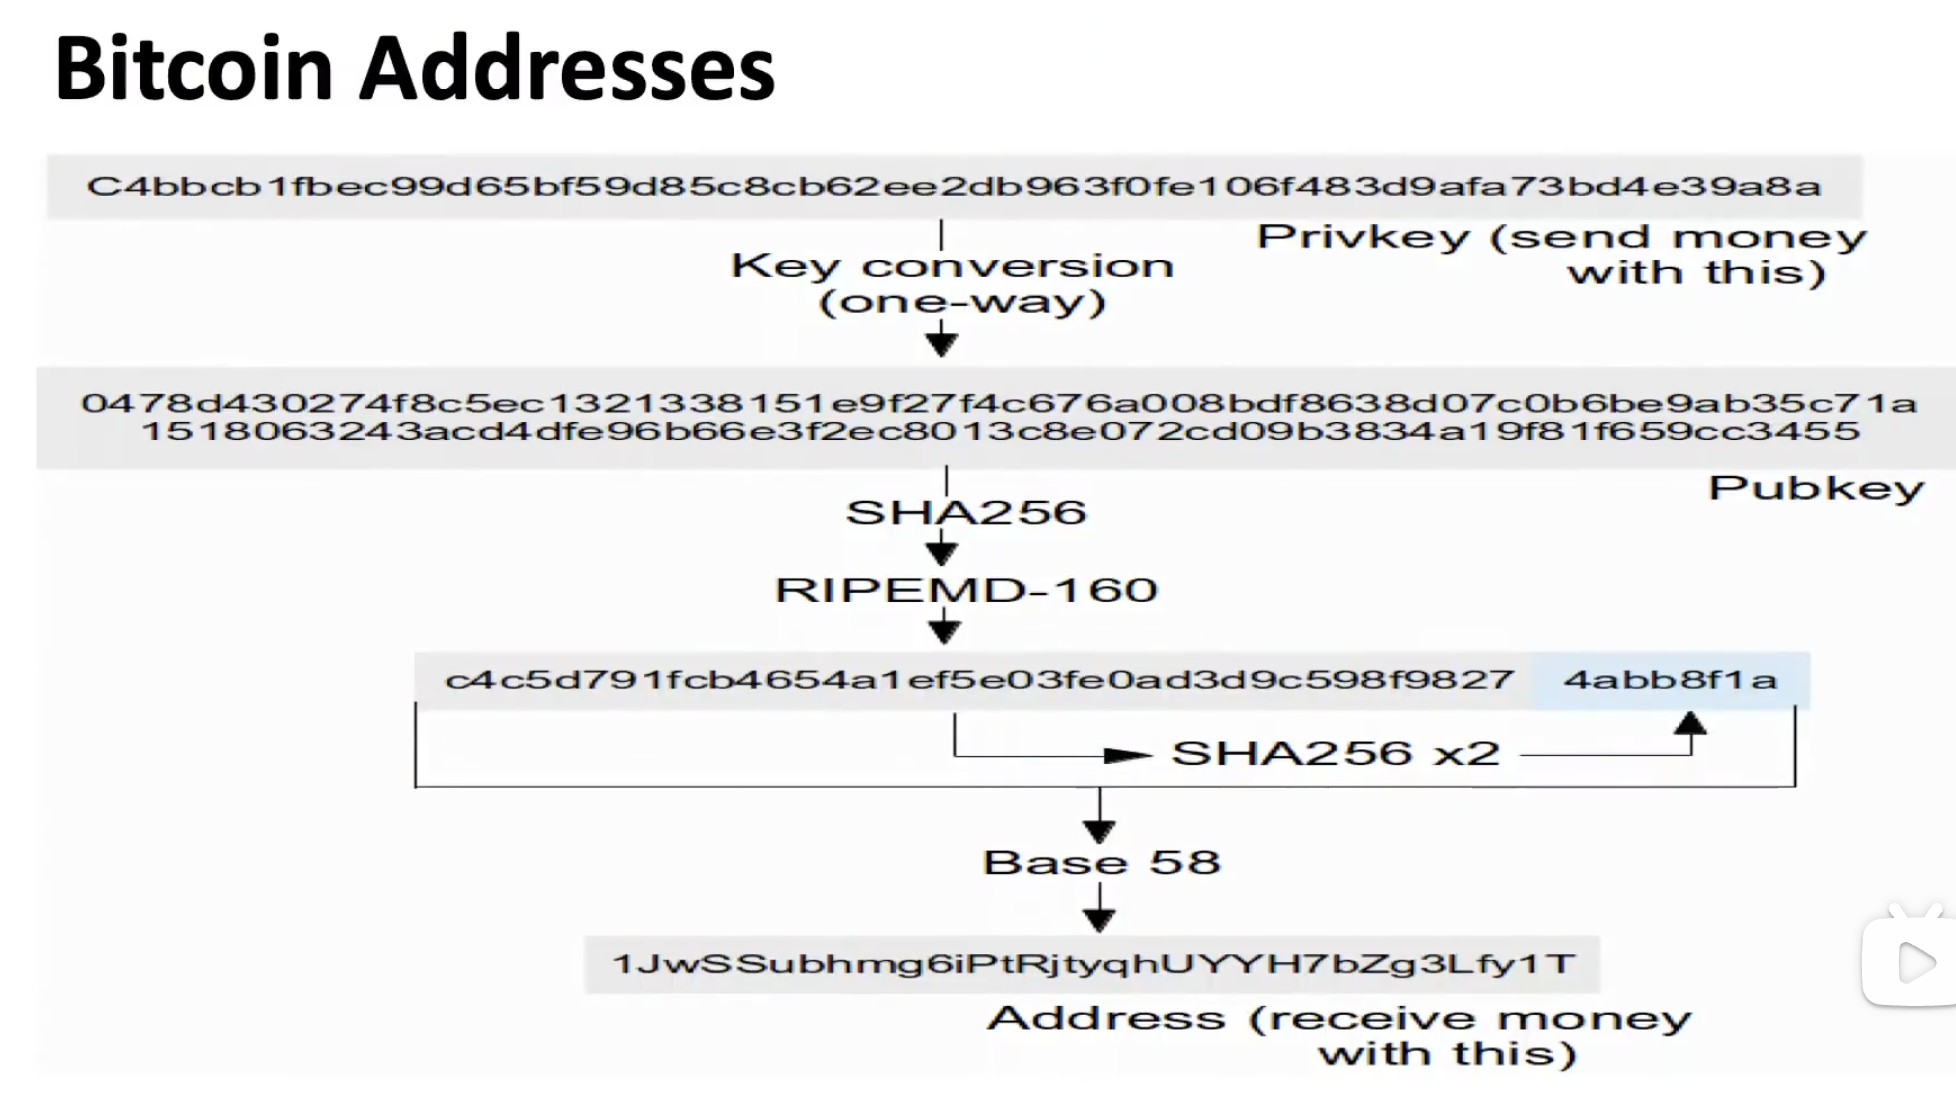 Bitcoin Addresses
C4bbcb1fbec99d65bf59d85c8cb62ee2db963f0fe106f483d9afa73bd4e39a8a
Privkey (send money
with this)
Key conversion
(one-way)
0478d430274f8c5ec1321338151e9f27f4c676a008bdf8638d07c0b6be9ab35c71a
1518063243acd4dfe96b66e3f2ec8013c8e072cd09b3834a19f81f659cc3455
Pubkey
SHA256
RIPEMD-160
c4c5d791fcb4654a1ef5e03fe0ad3d9c598f9827 4abb8f1a
SHA256 x2
Base 58
1JwSSubhmg6iPtRjtyqhUYYH7bZg3Lfy1T
Address (receive money
with this)